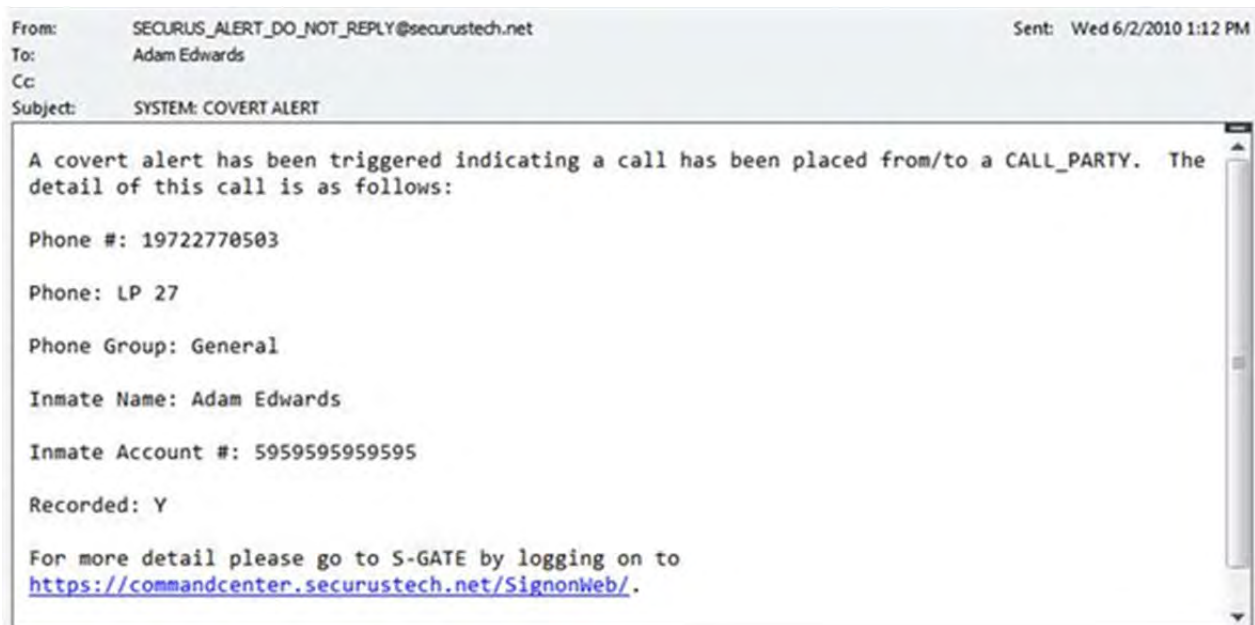 From: SECURUS_ALERT_DO_NOT_REPLY@securustech.net Sent: Wed 6/2/2010 1:12 PM
To: Adam Edwards
Cc:
Subject: SYSTEM: COVERT ALERT
A covert alert has been triggered indicating a call has been placed from/to a CALL_PARTY. The
detail of this call is as follows:
Phone #: 19722770503
Phone: LP 27
Phone Group: General
Inmate Name: Adam Edwards
Inmate Account #: 5959595959595
Recorded: Y
For more detail please go to S-GATE by logging on to
https://commandcenter.securustech.net/SignonWeb/.